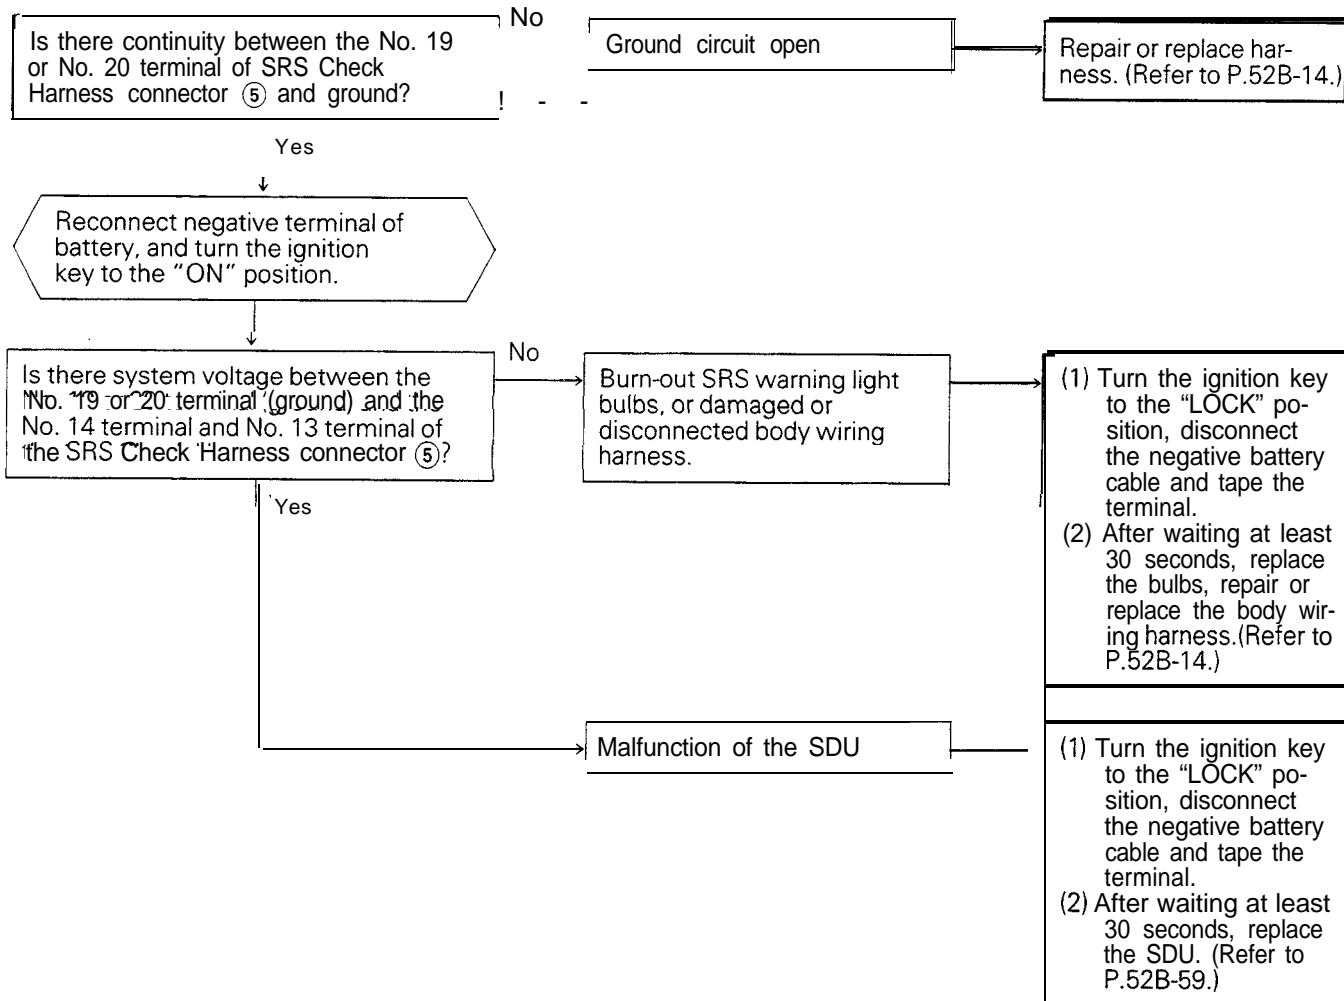 Is there continuity between the No. 19
or No. 20 terminal of SRS Check
Harness connector ⑤ and ground?
No
! - -
Ground circuit open
Repair or replace har-
ness. (Refer to P.52B-14.)
Yes
Reconnect negative terminal of
battery, and turn the ignition
key to the "ON" position.
Is there system voltage between the
No. 19 or 20 terminal (ground) and the
No. 14 terminal and No. 13 terminal of
the SRS Check Harness connector ⑤?
No
Burn-out SRS warning light
bulbs, or damaged or
disconnected body wiring
harness.
(1) Turn the ignition key
to the “LOCK” po-
sition, disconnect
the negative battery
cable and tape the
terminal.
(2) After waiting at least
30 seconds, replace
the bulbs, repair or
replace the body wir-
ing harness.(Refer to
P.52B-14.)
Yes
Malfunction of the SDU
(1) Turn the ignition key
to the “LOCK” po-
sition, disconnect
the negative battery
cable and tape the
terminal.
(2) After waiting at least
30 seconds, replace
the SDU. (Refer to
P.52B-59.)